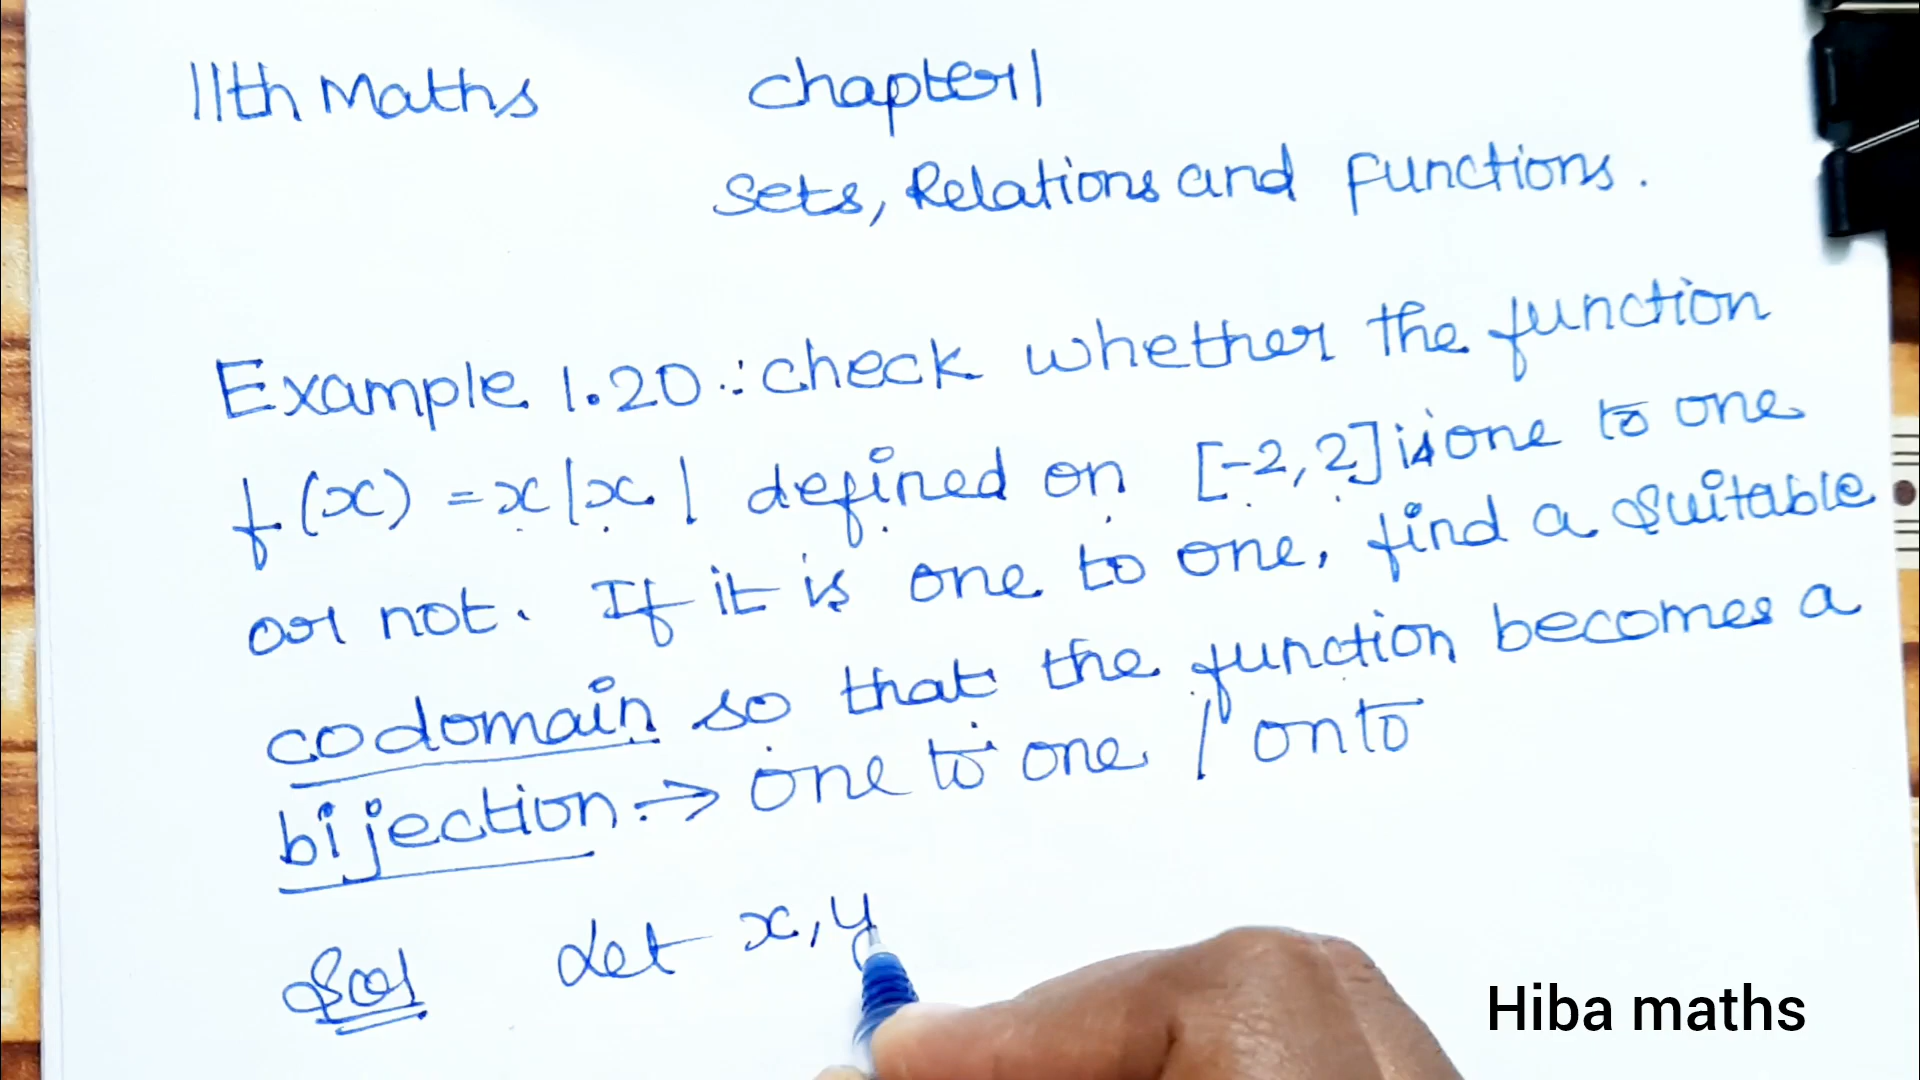 11th Maths chapter 1
Sets, Relations and Functions.
Example 1.20 : check whether the function
f(x) = x|x| defined on [-2, 2] is one to one
or not. If it is one to one, find a suitable
co domain so that the function becomes a
bijection. → one to one / onto
Sol Let x, y
Hiba maths